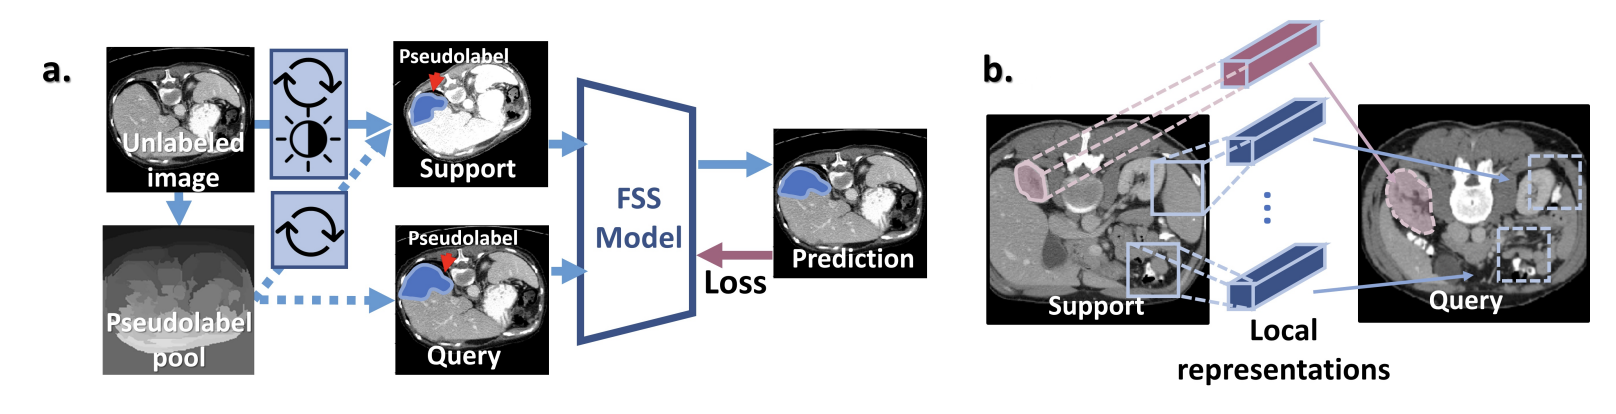 a.
Unlabeled
image
Pseudolabel
pool
Pseudolabel
Support
Pseudolabel
Query
FSS
Model
Loss
Prediction
b.
Support
Local
representations
Query